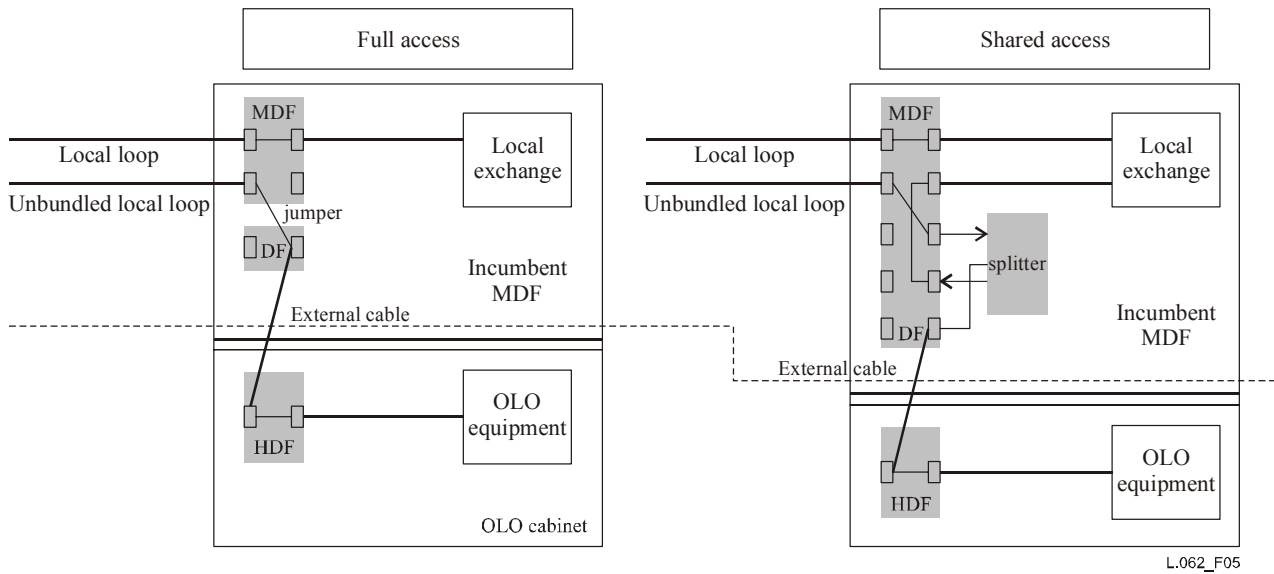 Full access
MDF
Local loop
Local
exchange
Unbundled local loop
jumper
DF
Incumbent
MDF
External cable
OLO
equipment
HDF
OLO cabinet
Shared access
MDF
Local loop
Local
exchange
Unbundled local loop
splitter
DF
Incumbent
MDF
External cable
OLO
equipment
HDF
L.062_F05